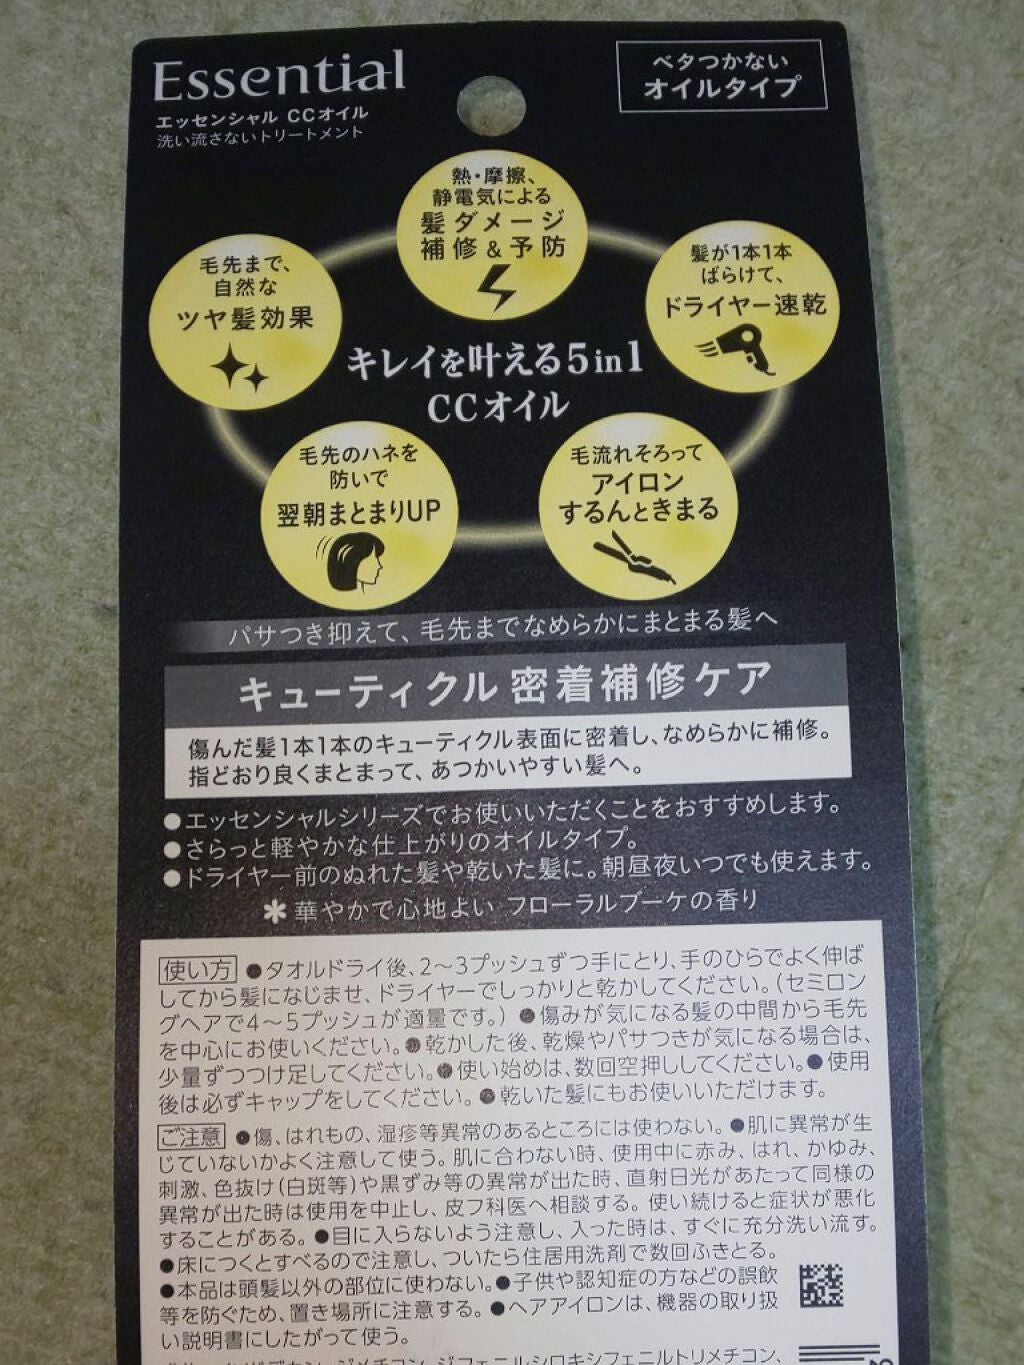 Essential
エッセンシャル CCオイル
洗い流さないトリートメント
ベタつかない
オイルタイプ
熱・摩擦、
静電気による
髪ダメージ
補修&予防
毛先まで、
自然な
ツヤ髪効果
髪が1本1本
ばらけて、
ドライヤー速乾
キレイを叶える5in1
CCオイル
毛先のハネを
防いで
翌朝まとまりUP
毛流れそろって
アイロン
するんときまる
パサつき抑えて、毛先までなめらかにまとまる髪へ
キューティクル 密着補修ケア
傷んだ髪1本1本のキューティクル表面に密着し、なめらかに補修。
指どおり良くまとまって、あつかいやすい髪へ。
●エッセンシャルシリーズでお使いいただくことをおすすめします。
●さらっと軽やかな仕上がりのオイルタイプ。
●ドライヤー前のぬれた髪や乾いた髪に。朝昼夜いつでも使えます。
＊華やかで心地よい フローラルブーケの香り
使い方 ●タオルドライ後、2～3プッシュずつ手にとり、手のひらでよく伸ば
してから髪になじませ、ドライヤーでしっかりと乾かしてください。(セミロン
グヘアで4～5プッシュが適量です。) ●傷みが気になる髪の中間から毛先
を中心にお使いください。●乾かした後、乾燥やパサつきが気になる場合は、
少量ずつつけ足してください。●使い始めは、数回空押ししてください。●使用
後は必ずキャップをしてください。●乾いた髪にもお使いいただけます。
ご注意 ●傷、はれもの、湿疹等異常のあるところには使わない。●肌に異常が生
じていないかよく注意して使う。肌に合わない時、使用中に赤み、はれ、かゆみ、
刺激、色抜け(白斑等)や黒ずみ等の異常が出た時、直射日光があたって同様の
異常が出た時は使用を中止し、皮フ科医へ相談する。使い続けると症状が悪化
することがある。●目に入らないよう注意し、入った時は、すぐに充分洗い流す。
●床につくとすべるので注意し、ついたら住居用洗剤で数回ふきとる。
●本品は頭髪以外の部位に使わない。●子供や認知症の方などの誤飲
等を防ぐため、置き場所に注意する。●ヘアアイロンは、機器の取り扱
い説明書にしたがって使う。
ジメチコン、ジフェニルシロキシフェニルトリメチコン、